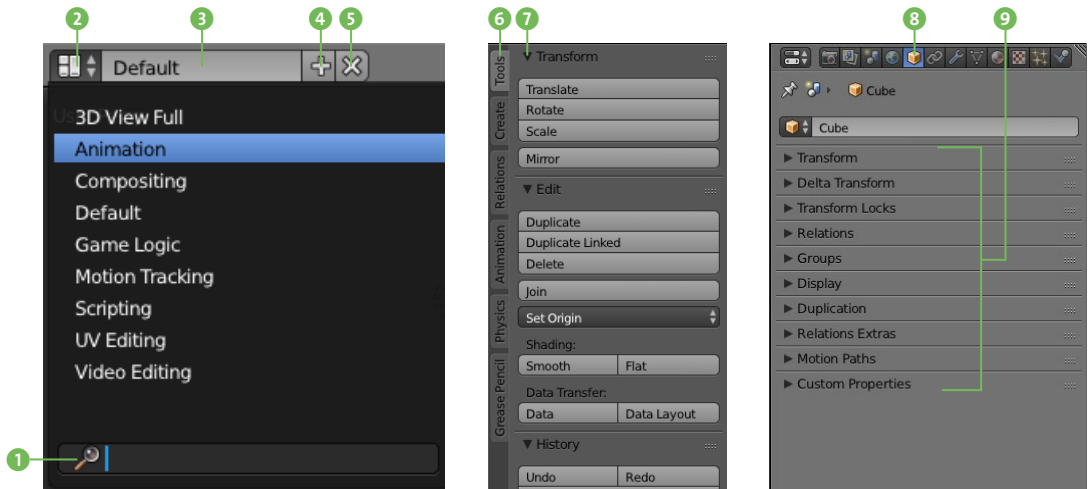 2 3 4 5
Default
3D View Full
Animation
Compositing
Default
Game Logic
Motion Tracking
Scripting
UV Editing
Video Editing
1
6 7
Tools
Create
Relations
Animation
Physics
Grease Pencil
Transform
Translate
Rotate
Scale
Mirror
Edit
Duplicate
Duplicate Linked
Delete
Join
Set Origin
Shading:
Smooth Flat
Data Transfer:
Data Data Layout
History
Undo Redo
8 9
Cube
Cube
Transform
Delta Transform
Transform Locks
Relations
Groups
Display
Duplication
Relations Extras
Motion Paths
Custom Properties